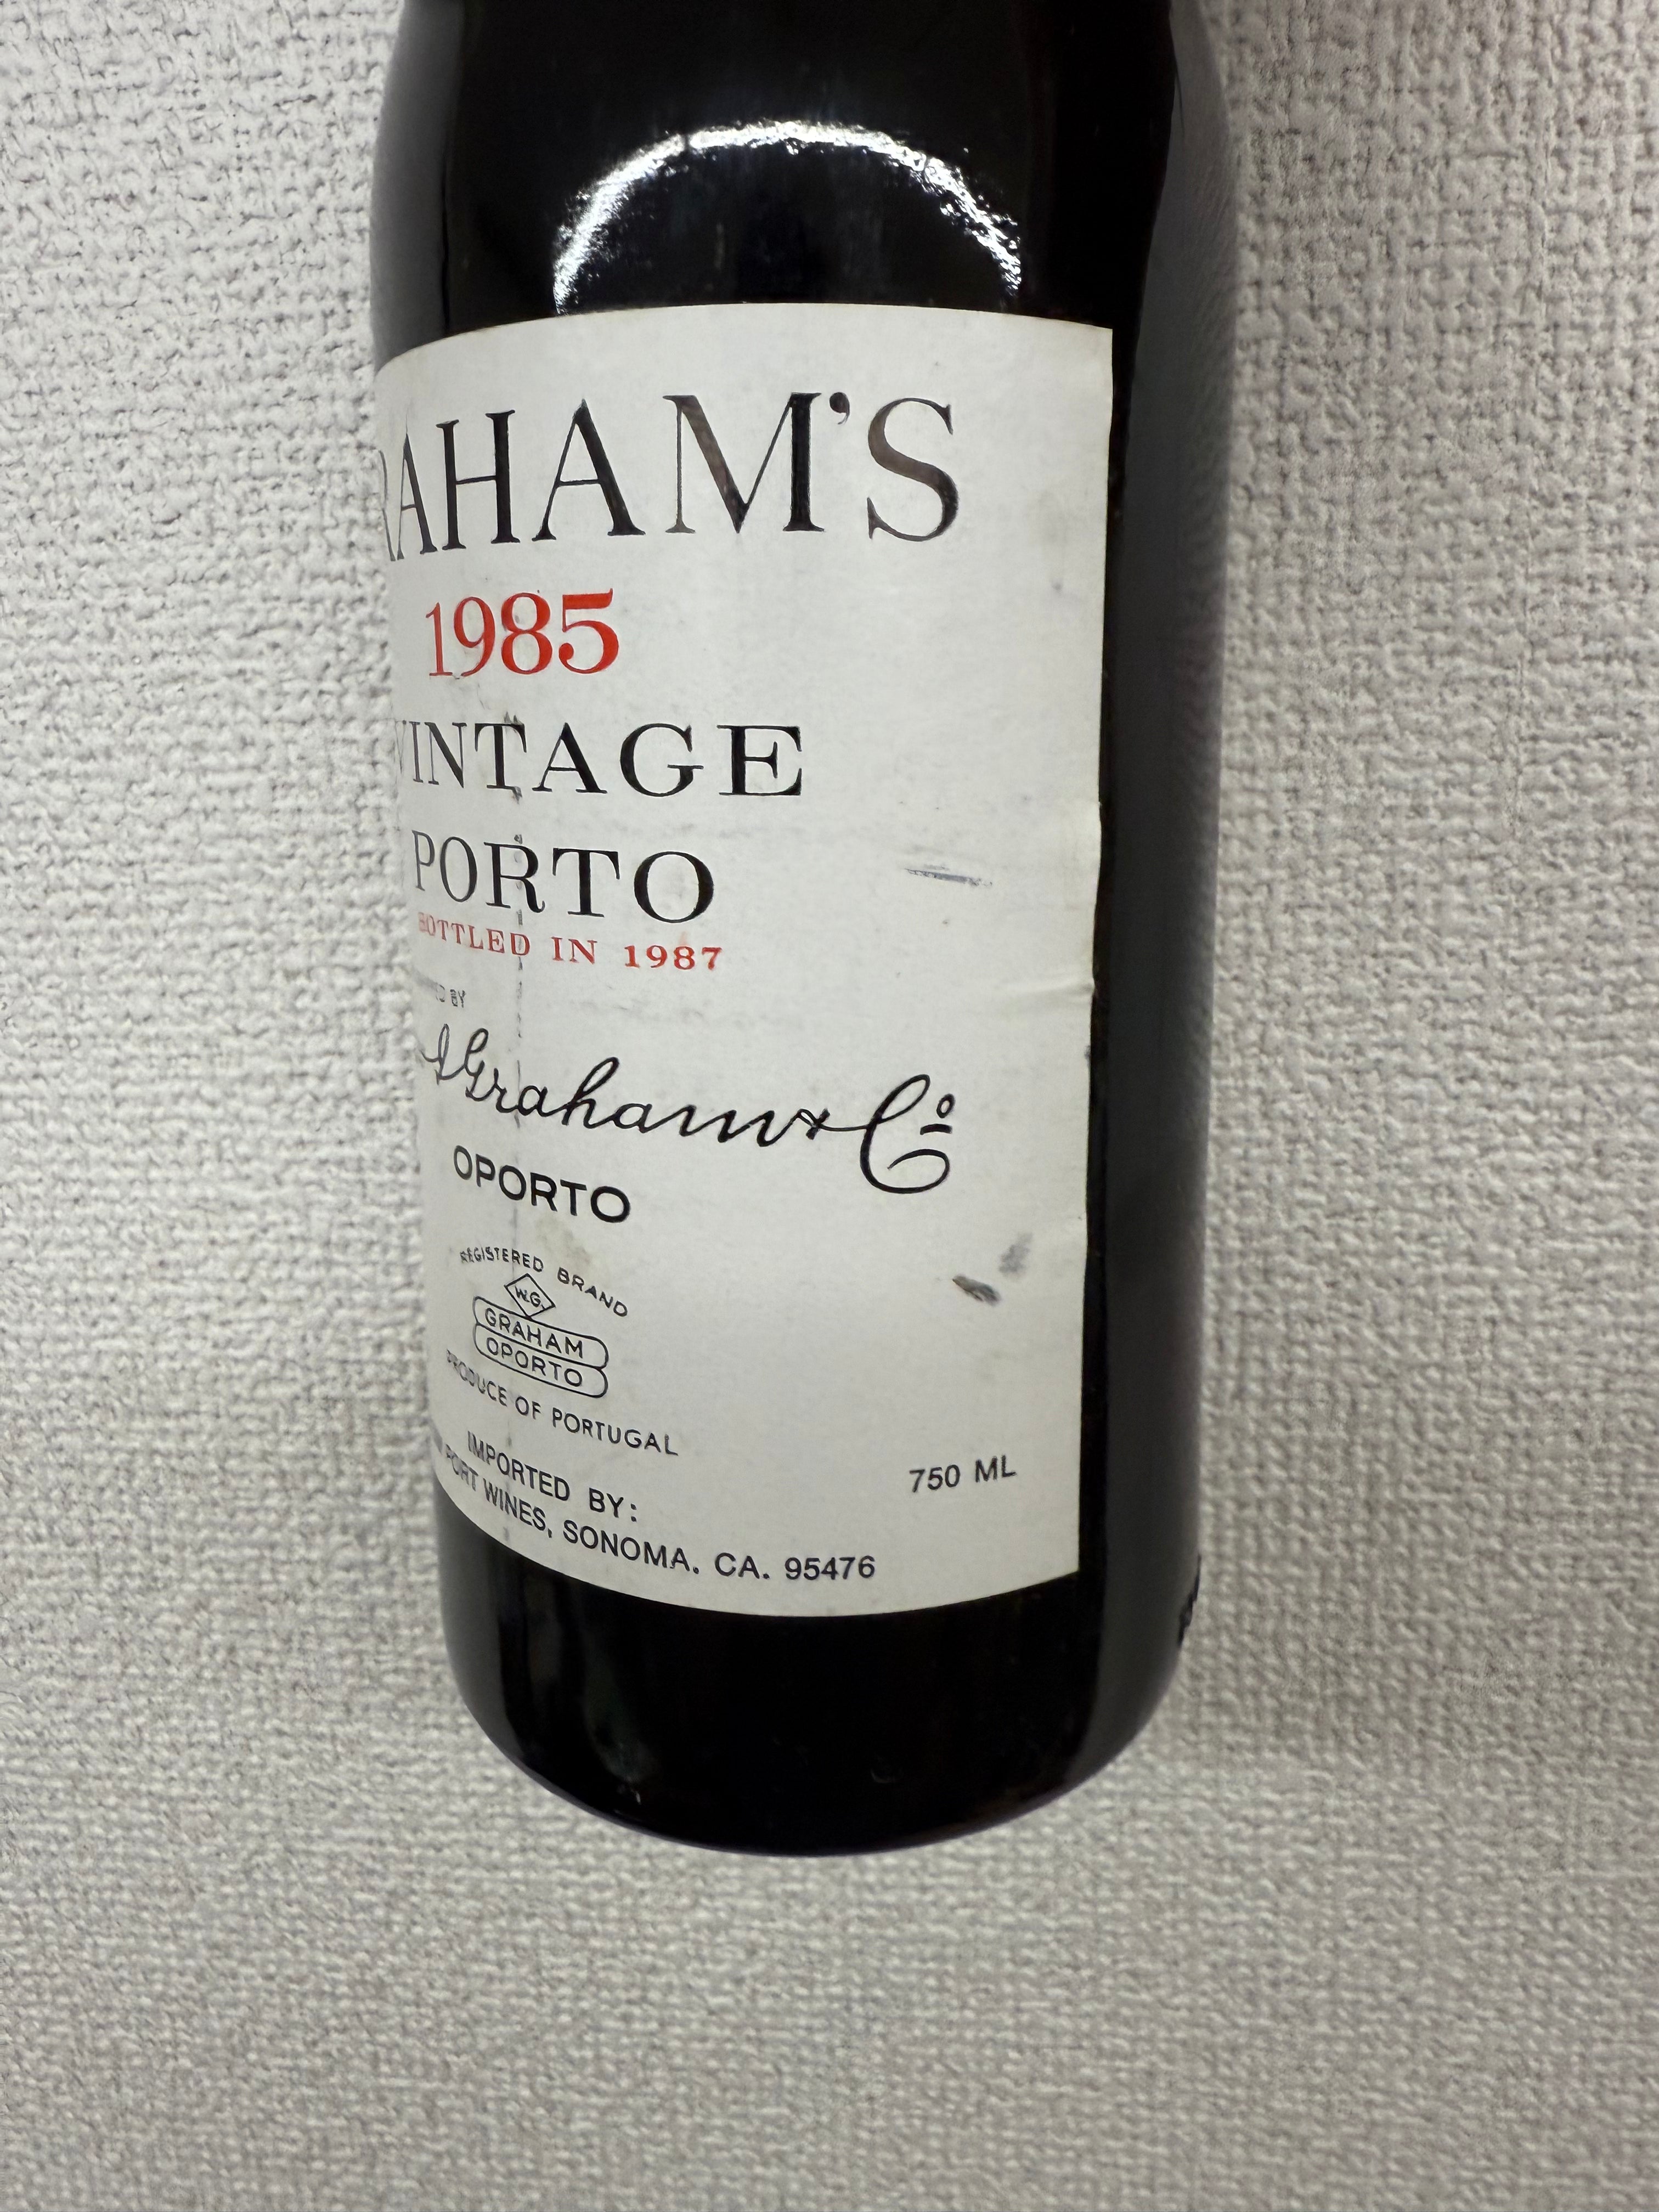 RAHAM'S
1985
VINTAGE
PORTO
BOTTLED IN 1987
BY
& Graham & Co
OPORTO
REGISTERED BRAND
W.G.
GRAHAM
OPORTO
PRODUCE OF PORTUGAL
750 ML
IMPORTED BY:
PORT WINES, SONOMA. CA. 95476